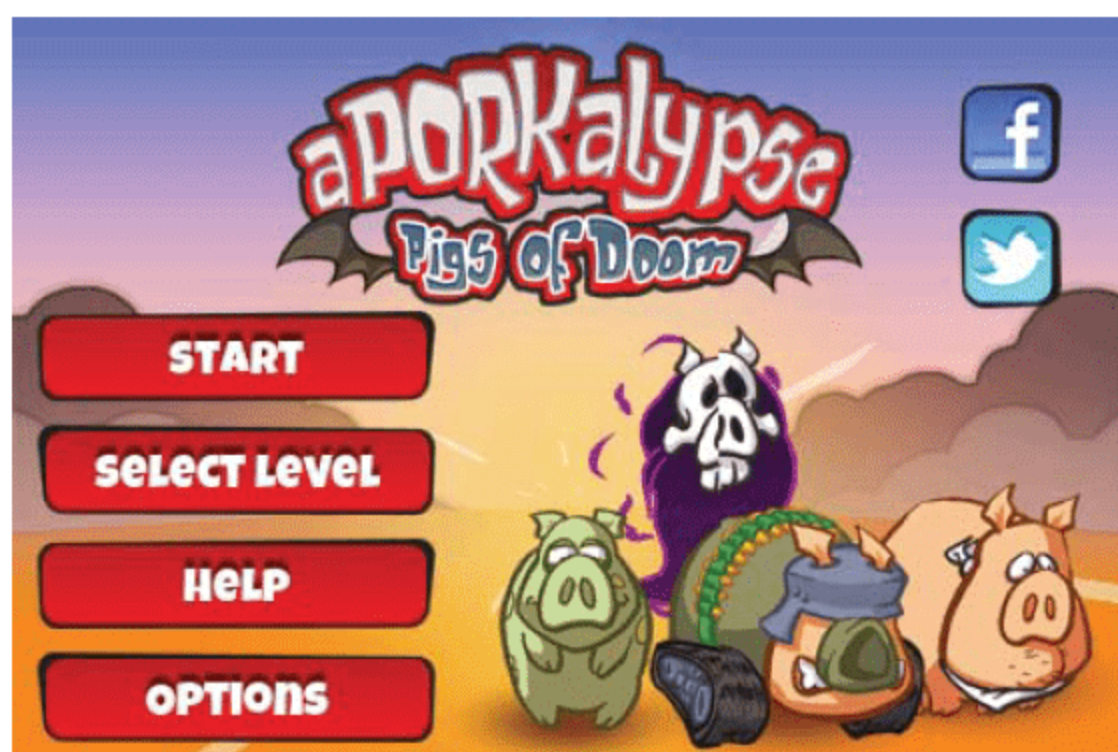 aPORKalypse
Pigs of Doom
f
START
SELECT LEVEL
HELP
OPTIONS